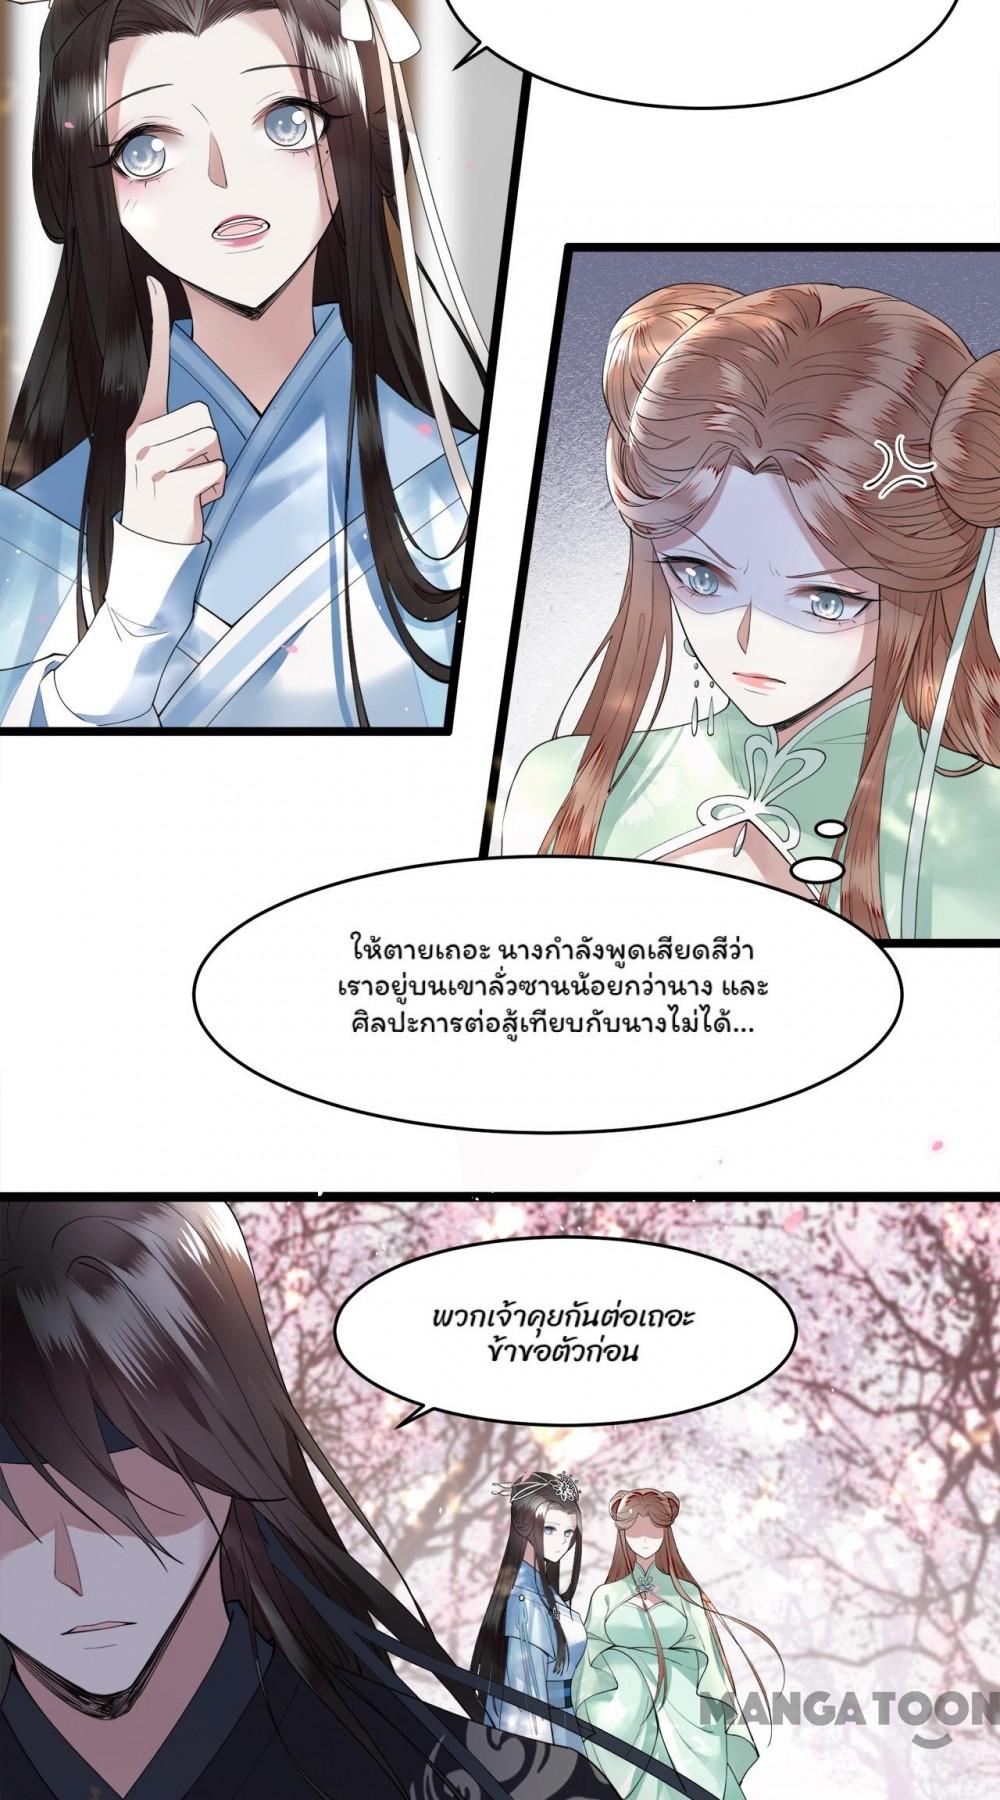 ให้ตายเถอะ นางกำลังพูดเสียดสีว่า
เราอยู่บนเขาลั่วซานน้อยกว่านาง และ
ศิลปะการต่อสู้เทียบกับนางไม่ได้...
พวกเจ้าคุยกันต่อเถอะ
ข้าขอตัวก่อน
MANGATOON